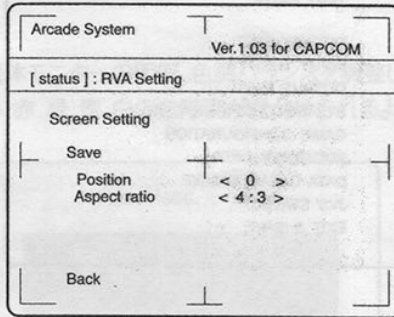 Arcade System
Ver.1.03 for CAPCOM
[ status ] : RVA Setting
Screen Setting
Save
Position < 0 >
Aspect ratio < 4 : 3 >
Back